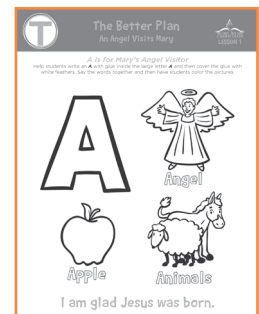 T
The Better Plan
An Angel Visits Mary
LESSON 1
A is for Mary's Angel Visitor
Help students write an A with glue inside the large letter A and then cover the glue with
white feathers. Say the words together and then have students color the pictures.
A
Angel
Apple
Animals
I am glad Jesus was born.